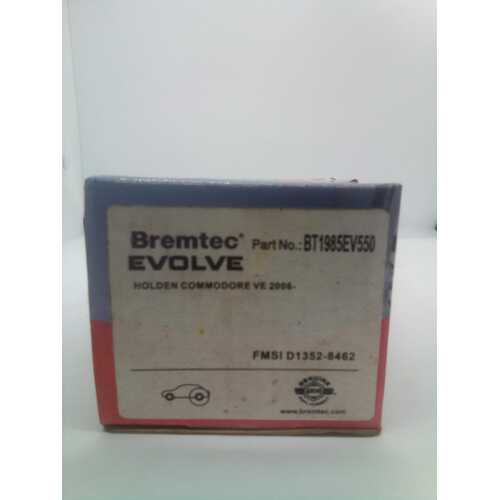 Bremtec® Part No.: BT1985EV550
EVOLVE
HOLDEN COMMODORE VE 2006-
FMSI D1352-8462
www.bremtec.com